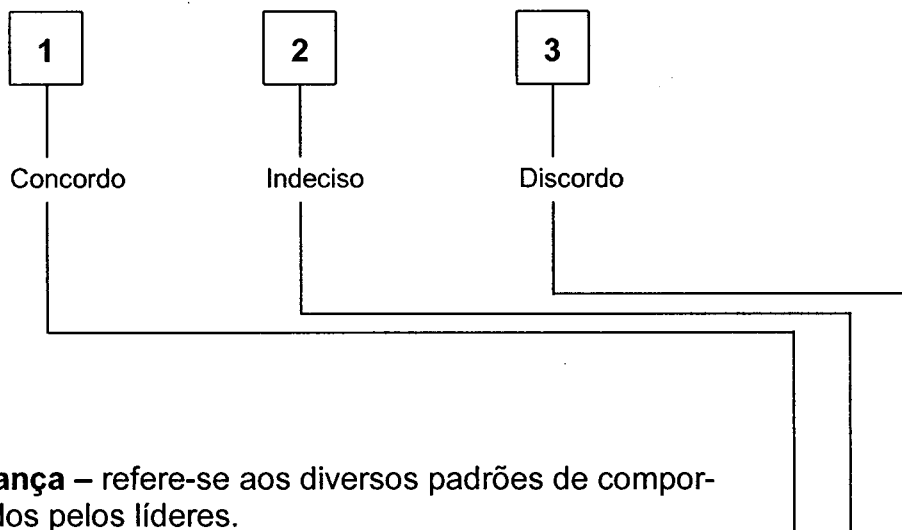 1 2 3
Concordo Indeciso Discordo
ança – refere-se aos diversos padrões de compor-
dos pelos líderes.